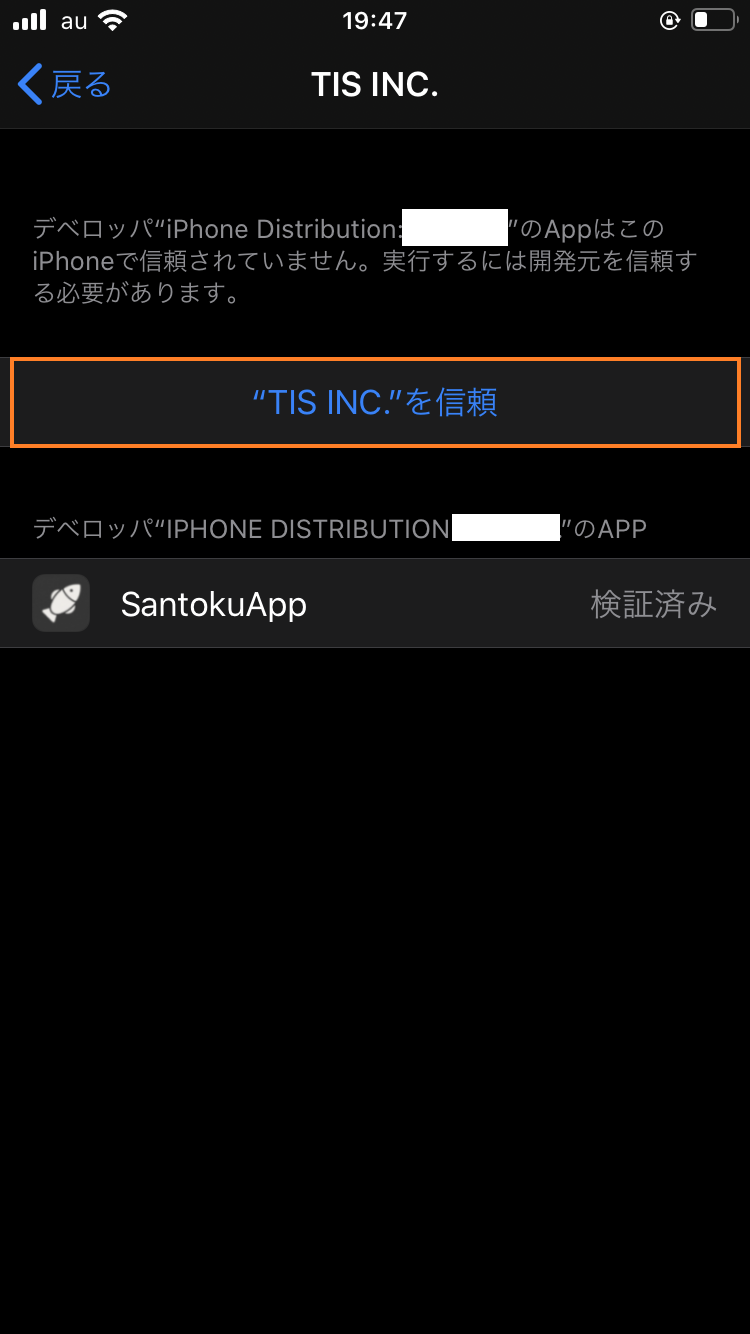 au 19:47
戻る TIS INC.
デベロッパ“iPhone Distribution: ”のAppはこの
iPhoneで信頼されていません。実行するには開発元を信頼す
る必要があります。
“TIS INC.”を信頼
デベロッパ“IPHONE DISTRIBUTION ”のAPP
SantokuApp 検証済み